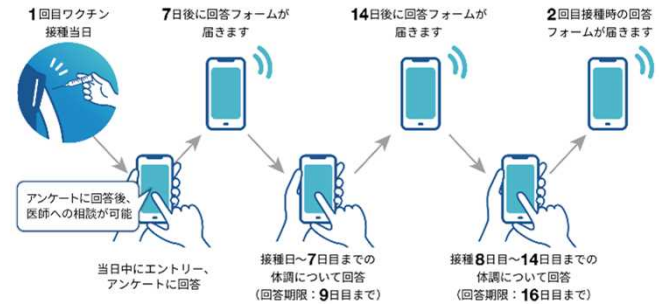 1回目ワクチン
接種当日
7日後に回答フォームが
届きます
14日後に回答フォームが
届きます
2回目接種時の回答
フォームが届きます
アンケートに回答後、
医師への相談が可能
当日中にエントリー、
アンケートに回答
接種日～7日目までの
体調について回答
（回答期限：9日目まで）
接種8日目～14日目までの
体調について回答
（回答期限：16日目まで）